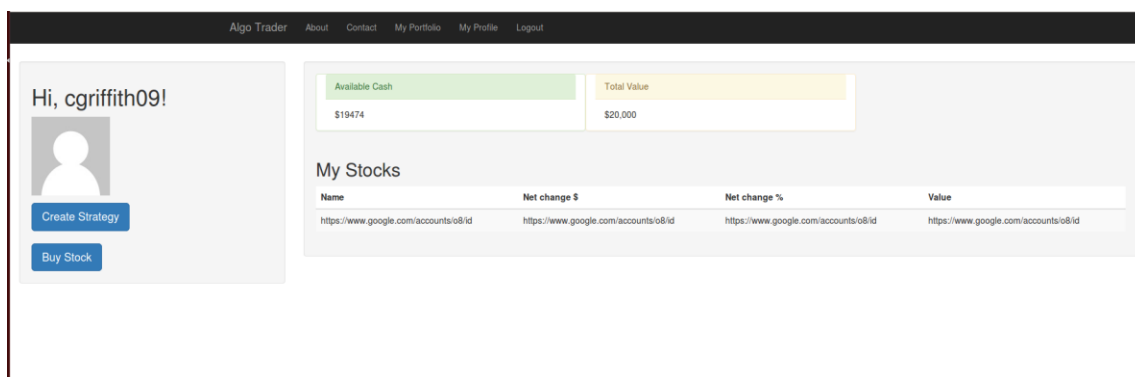 Algo Trader About Contact My Portfolio My Profile Logout
Hi, cgriffith09!
Create Strategy
Buy Stock
Available Cash Total Value
$19474 $20,000
My Stocks
Name Net change $ Net change % Value
https://www.google.com/accounts/o8/id https://www.google.com/accounts/o8/id https://www.google.com/accounts/o8/id https://www.google.com/accounts/o8/id